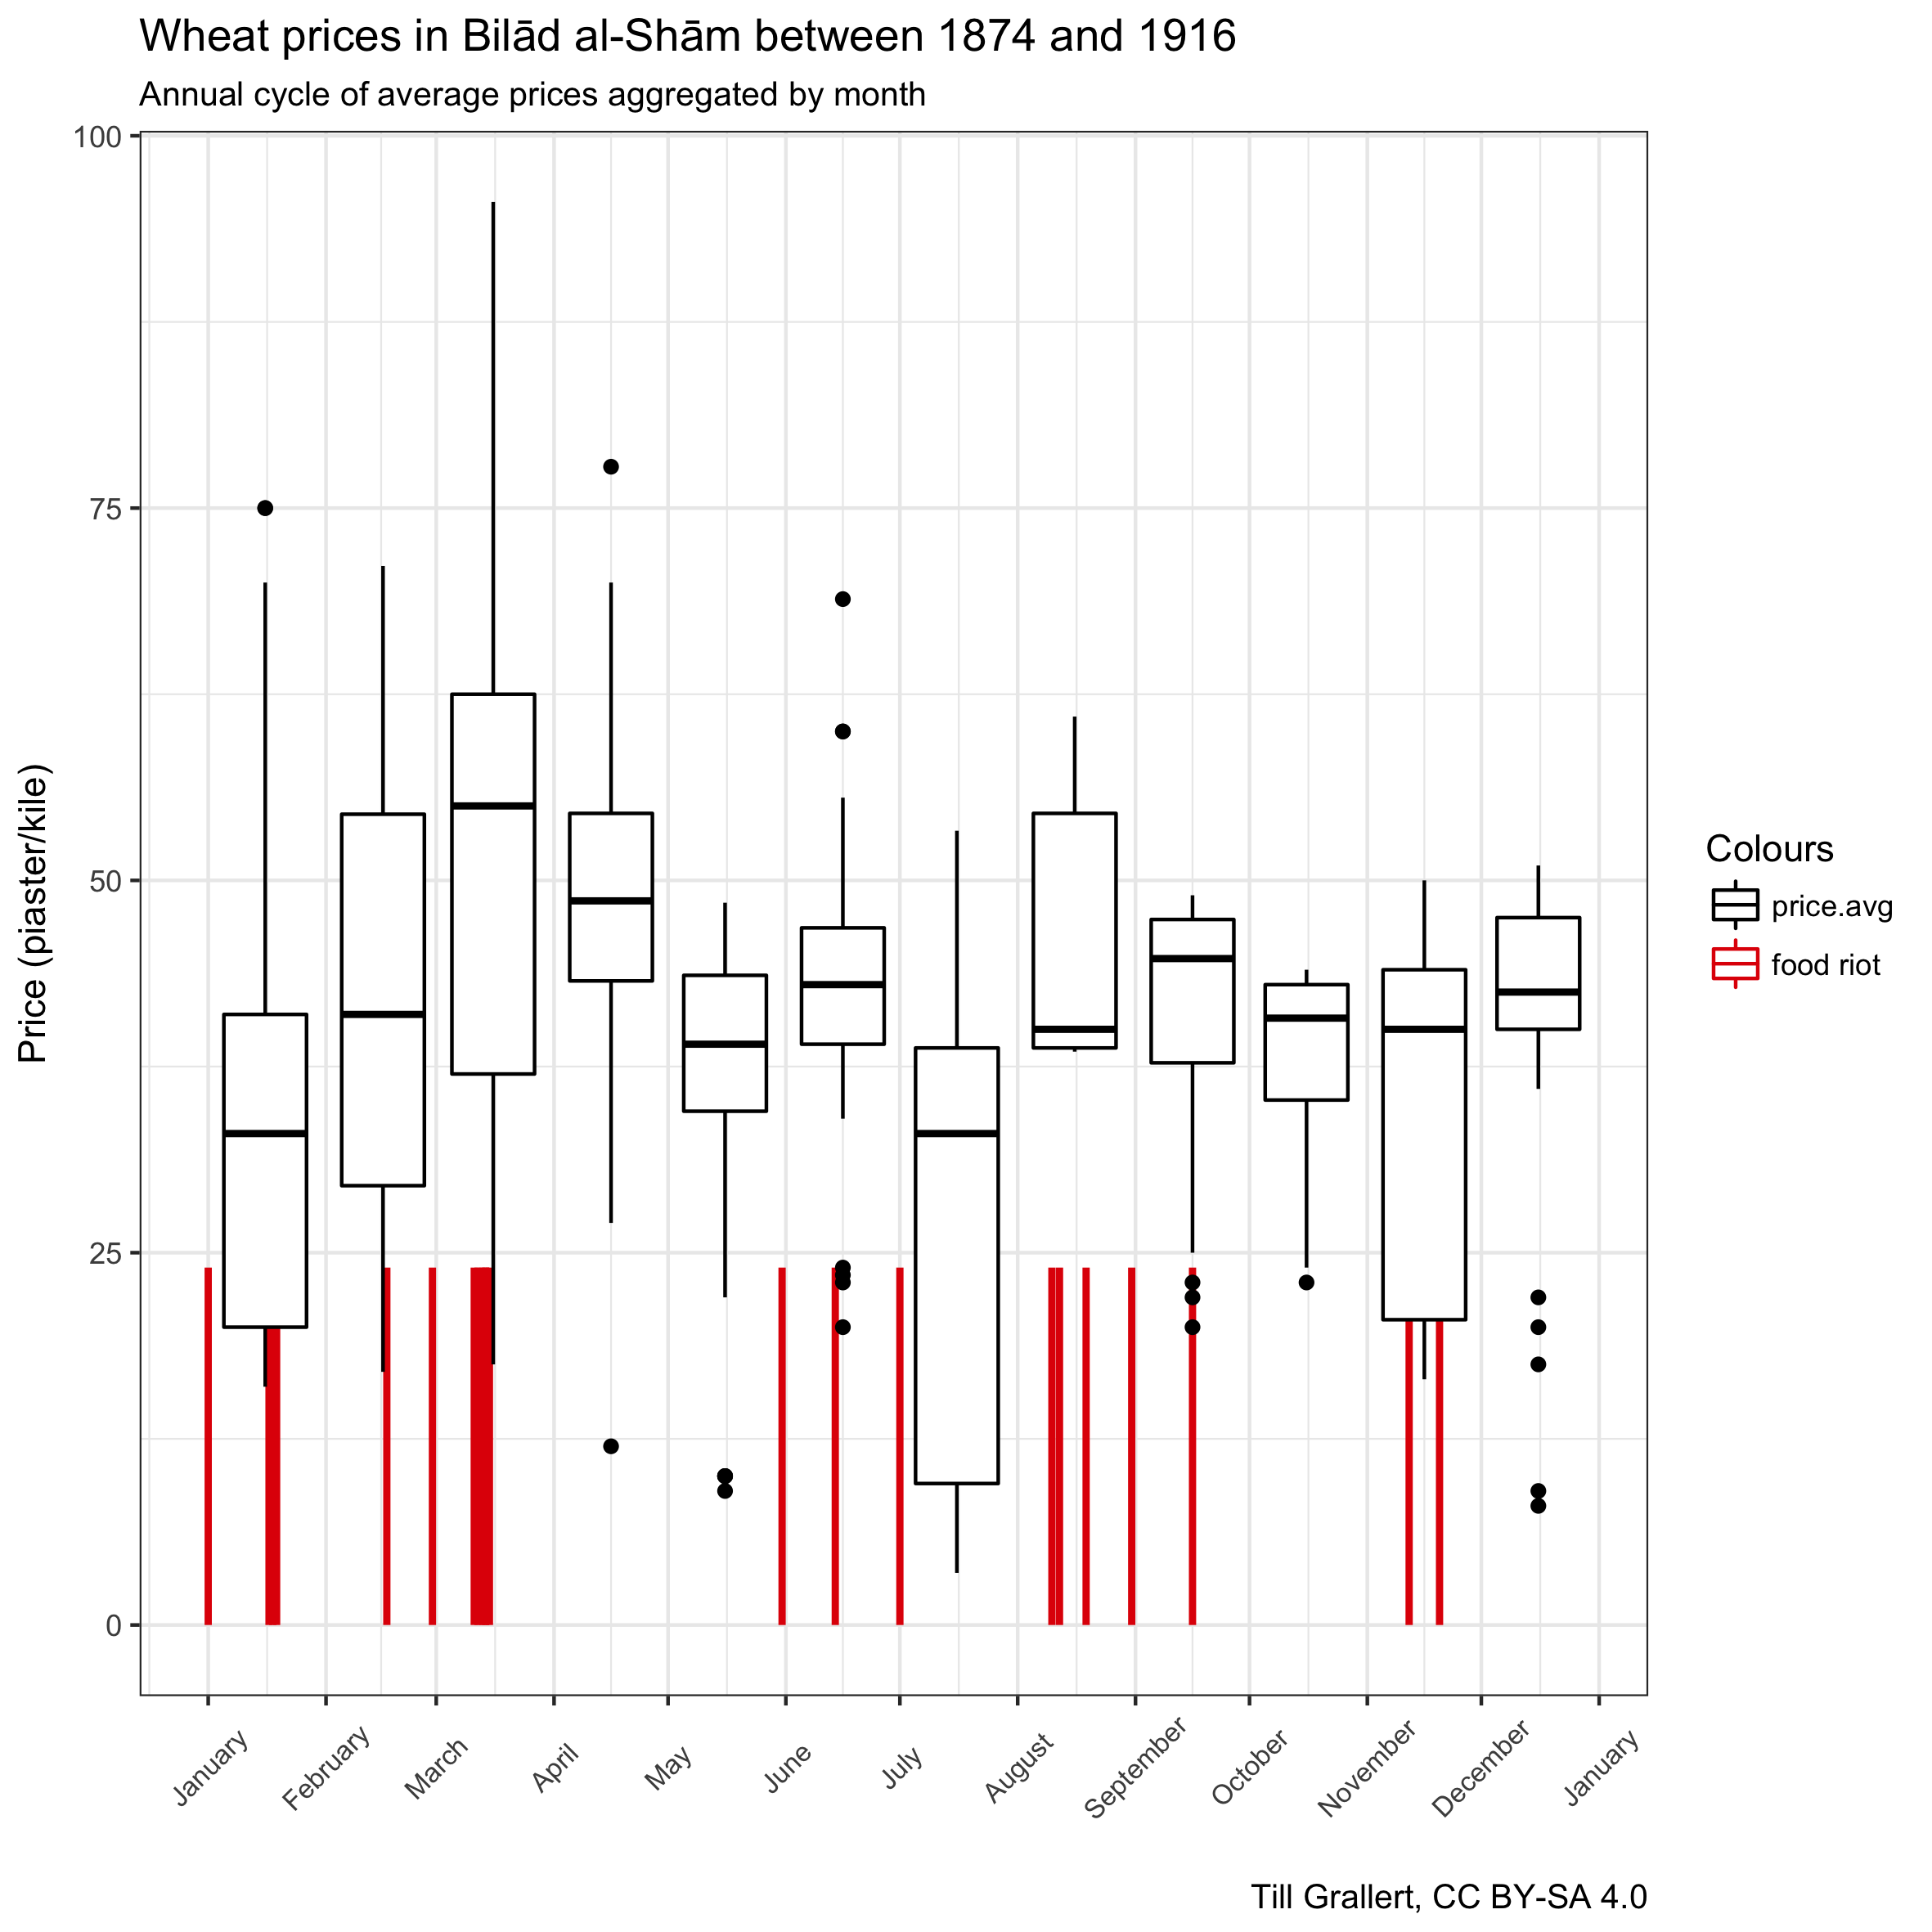 Wheat prices in Bilād al-Shām between 1874 and 1916
Annual cycle of average prices aggregated by month
100
75
50
25
0
Price (piaster/kile)
January
February
March
April
May
June
July
August
September
October
November
December
January
Colours
price.avg
food riot
Till Grallert, CC BY-SA 4.0